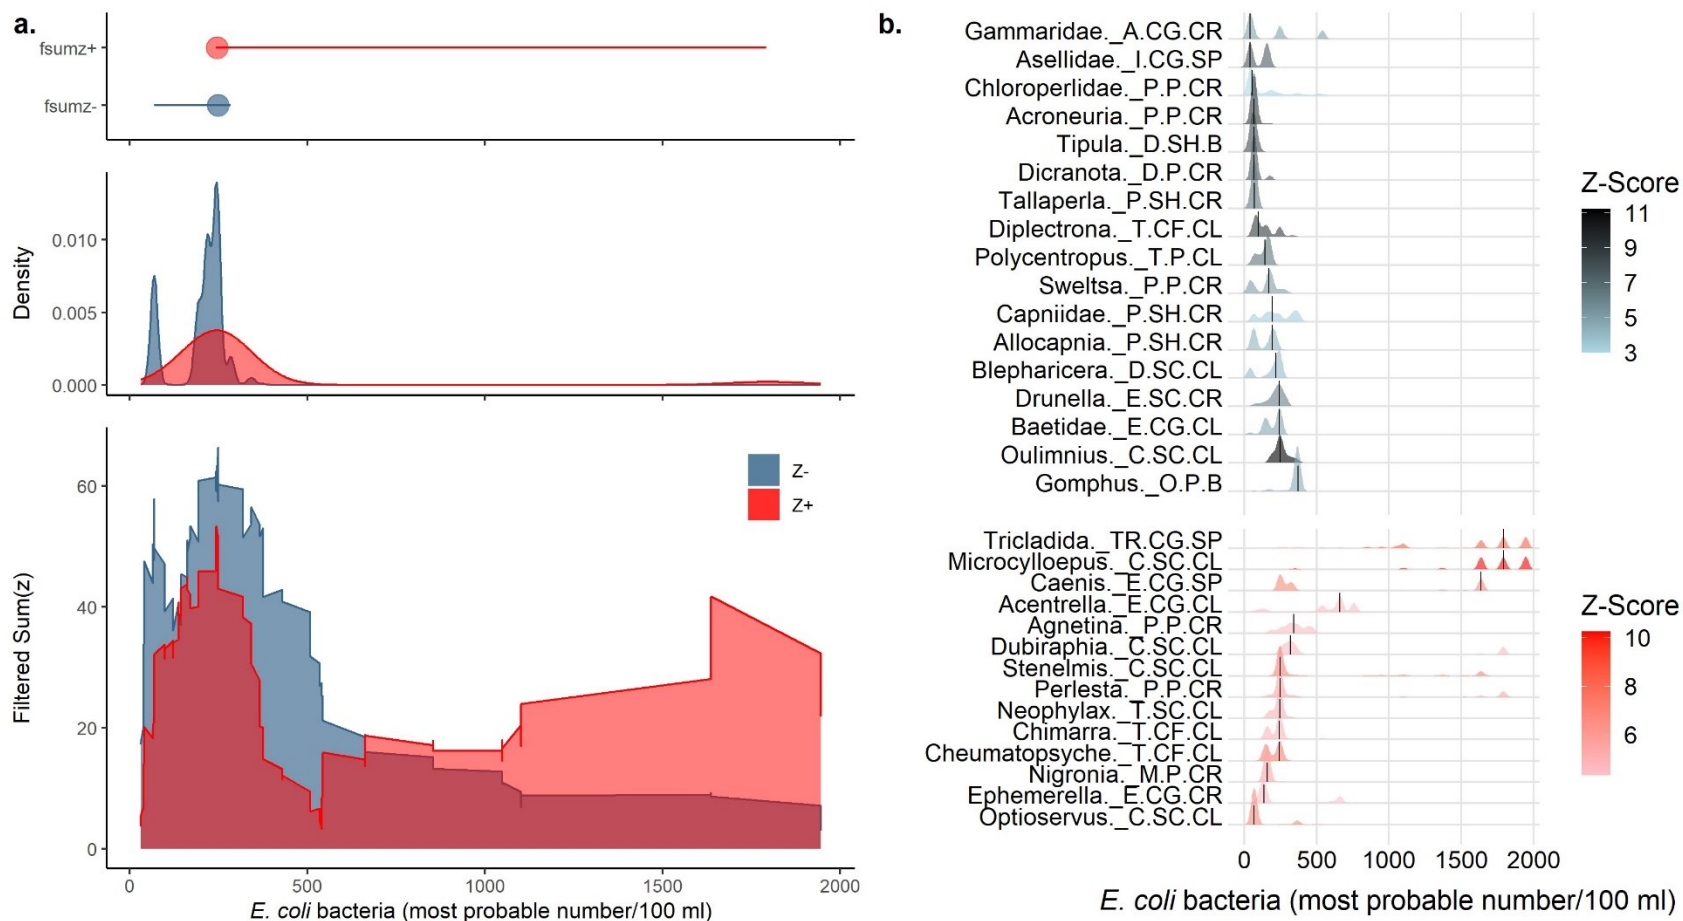 a.
fsumz+
fsumz-
Density
0.010
0.005
0.000
Filtered Sum(z)
60
40
20
0
Z-
Z+
0 500 1000 1500 2000
E. coli bacteria (most probable number/100 ml)
b.
Gammaridae._A.CG.CR
Asellidae._I.CG.SP
Chloroperlidae._P.P.CR
Acroneuria._P.P.CR
Tipula._D.SH.B
Dicranota._D.P.CR
Tallaperla._P.SH.CR
Diplectrona._T.CF.CL
Polycentropus._T.P.CL
Sweltsa._P.P.CR
Capniidae._P.SH.CR
Allocapnia._P.SH.CR
Blepharicera._D.SC.CL
Drunella._E.SC.CR
Baetidae._E.CG.CL
Oulimnius._C.SC.CL
Gomphus._O.P.B
Z-Score
11
9
7
5
3
Tricladida._TR.CG.SP
Microcylloepus._C.SC.CL
Caenis._E.CG.SP
Acentrella._E.CG.CL
Agnetina._P.P.CR
Dubiraphia._C.SC.CL
Stenelmis._C.SC.CL
Perlesta._P.P.CR
Neophylax._T.SC.CL
Chimarra._T.CF.CL
Cheumatopsyche._T.CF.CL
Nigronia._M.P.CR
Ephemerella._E.CG.CR
Optioservus._C.SC.CL
Z-Score
10
8
6
0 500 1000 1500 2000
E. coli bacteria (most probable number/100 ml)